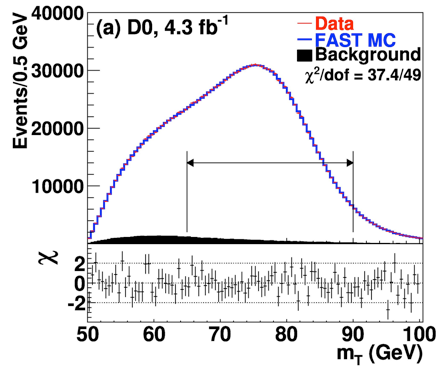 (a) D0, 4.3 fb⁻¹
Data
FAST MC
Background
χ²/dof = 37.4/49
Events/0.5 GeV
40000
30000
20000
10000
χ
2
0
-2
50 60 70 80 90 100
m_T (GeV)